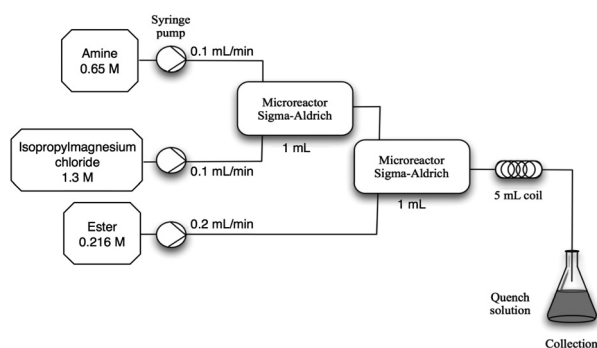 Syringe
pump
Amine
0.65 M
0.1 mL/min
Microreactor
Sigma-Aldrich
1 mL
Isopropylmagnesium
chloride
1.3 M
0.1 mL/min
Microreactor
Sigma-Aldrich
1 mL
5 mL coil
Ester
0.216 M
0.2 mL/min
Quench
solution
Collection